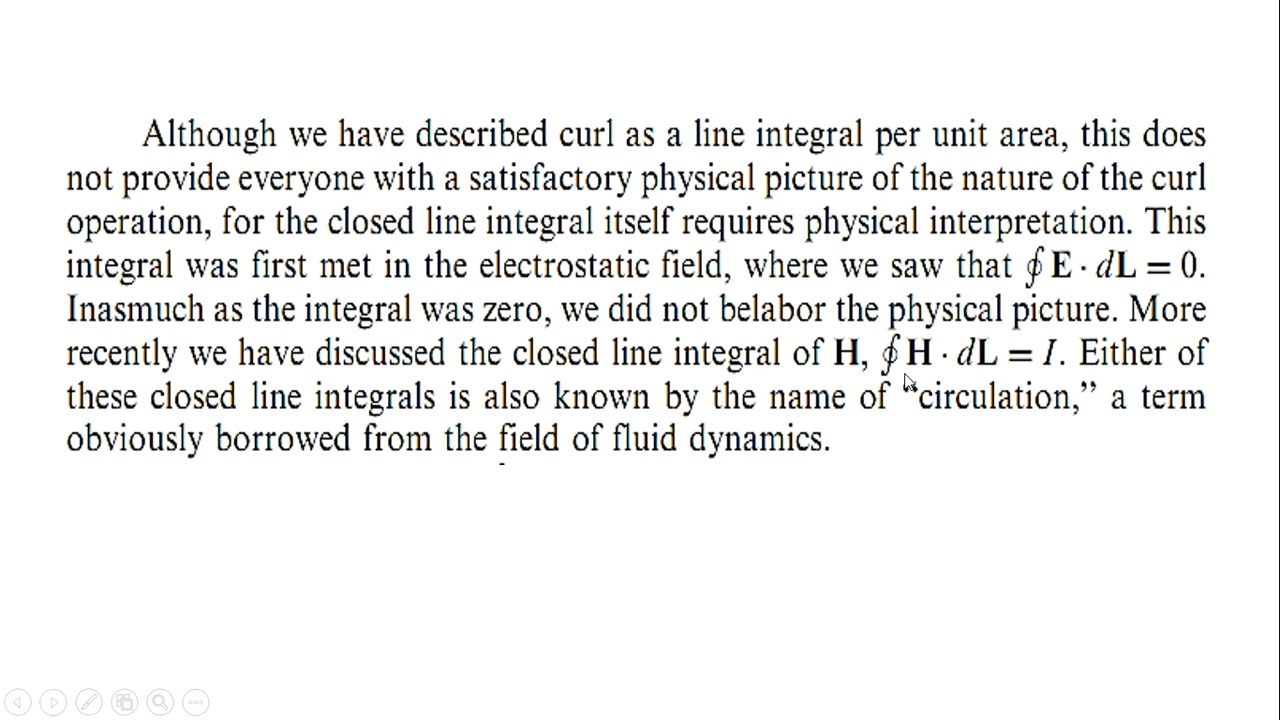 Although we have described curl as a line integral per unit area, this does
not provide everyone with a satisfactory physical picture of the nature of the curl
operation, for the closed line integral itself requires physical interpretation. This
integral was first met in the electrostatic field, where we saw that ∮ E · dL = 0.
Inasmuch as the integral was zero, we did not belabor the physical picture. More
recently we have discussed the closed line integral of H, ∮ H · dL = I. Either of
these closed line integrals is also known by the name of “circulation,” a term
obviously borrowed from the field of fluid dynamics.